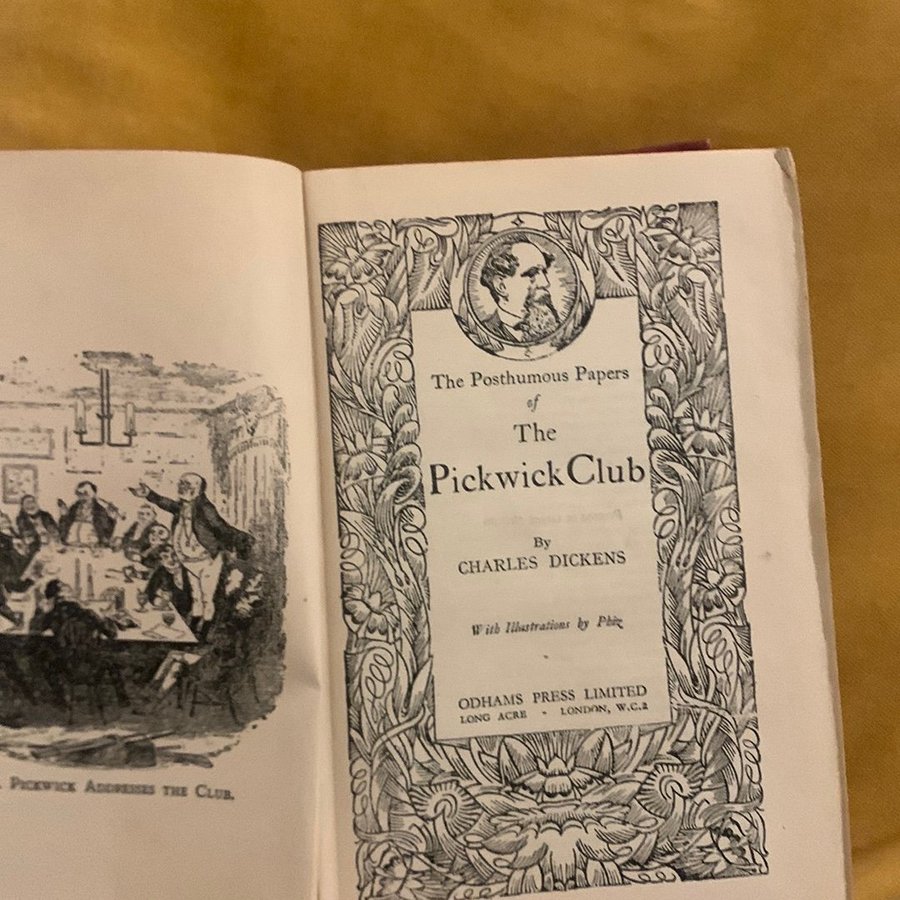 Pickwick Addresses the Club.
The Posthumous Papers
of
The
Pickwick Club
By
CHARLES DICKENS
With Illustrations by Phiz
ODHAMS PRESS LIMITED
LONG ACRE - LONDON, W.C.2